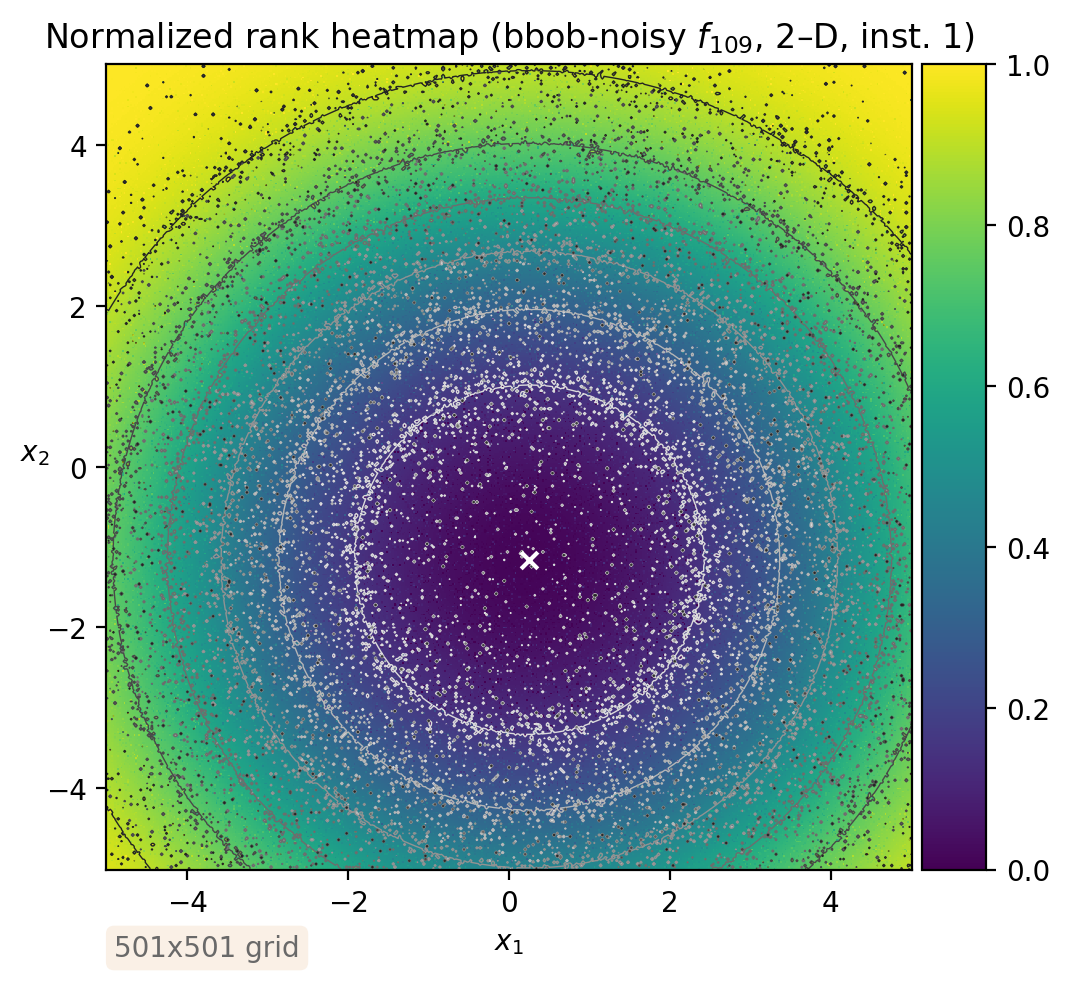 Normalized rank heatmap (bbob-noisy f₁₀₉, 2–D, inst. 1)
1.0
0.8
0.6
0.4
0.2
0.0
4
2
0
−2
−4
x₂
−4 −2 0 2 4
x₁
501x501 grid